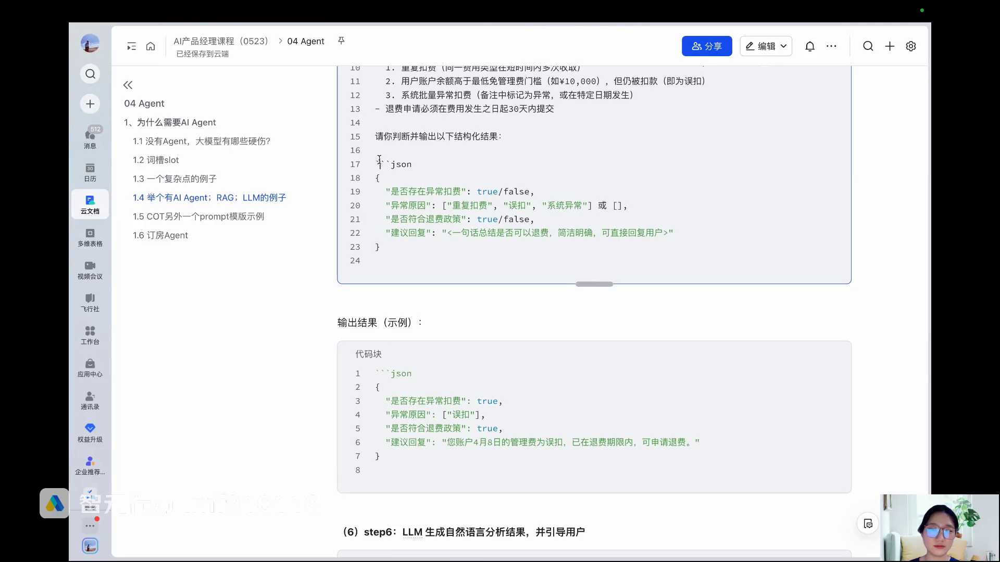 AI产品经理课程（0523） > 04 Agent
已经保存到云端
分享
编辑
512
消息
30
日历
云文档
多维表格
视频会议
飞行社
工作台
应用中心
通讯录
权益升级
企业推荐...
04 Agent
1、为什么需要AI Agent
1.1 没有Agent，大模型有哪些硬伤？
1.2 词槽slot
1.3 一个复杂点的例子
1.4 举个有AI Agent；RAG；LLM的例子
1.5 COT另外一个prompt模版示例
1.6 订房Agent
10 1. 重复扣费（同一费用类型在短时间内多次收取）
11 2. 用户账户余额高于最低免管理费门槛（如¥10,000），但仍被扣款（即为误扣）
12 3. 系统批量异常扣费（备注中标记为异常，或在特定日期发生）
13 - 退费申请必须在费用发生之日起30天内提交
14
15 请你判断并输出以下结构化结果：
16
17 ```json
18 {
19 "是否存在异常扣费": true/false,
20 "异常原因": ["重复扣费", "误扣", "系统异常"] 或 [],
21 "是否符合退费政策": true/false,
22 "建议回复": "<一句话总结是否可以退费，简洁明确，可直接回复用户>"
23 }
24
输出结果（示例）：
代码块
1 ```json
2 {
3 "是否存在异常扣费": true,
4 "异常原因": ["误扣"],
5 "是否符合退费政策": true,
6 "建议回复": "您账户4月8日的管理费为误扣，已在退费期限内，可申请退费。"
7 }
8
（6）step6：LLM 生成自然语言分析结果，并引导用户